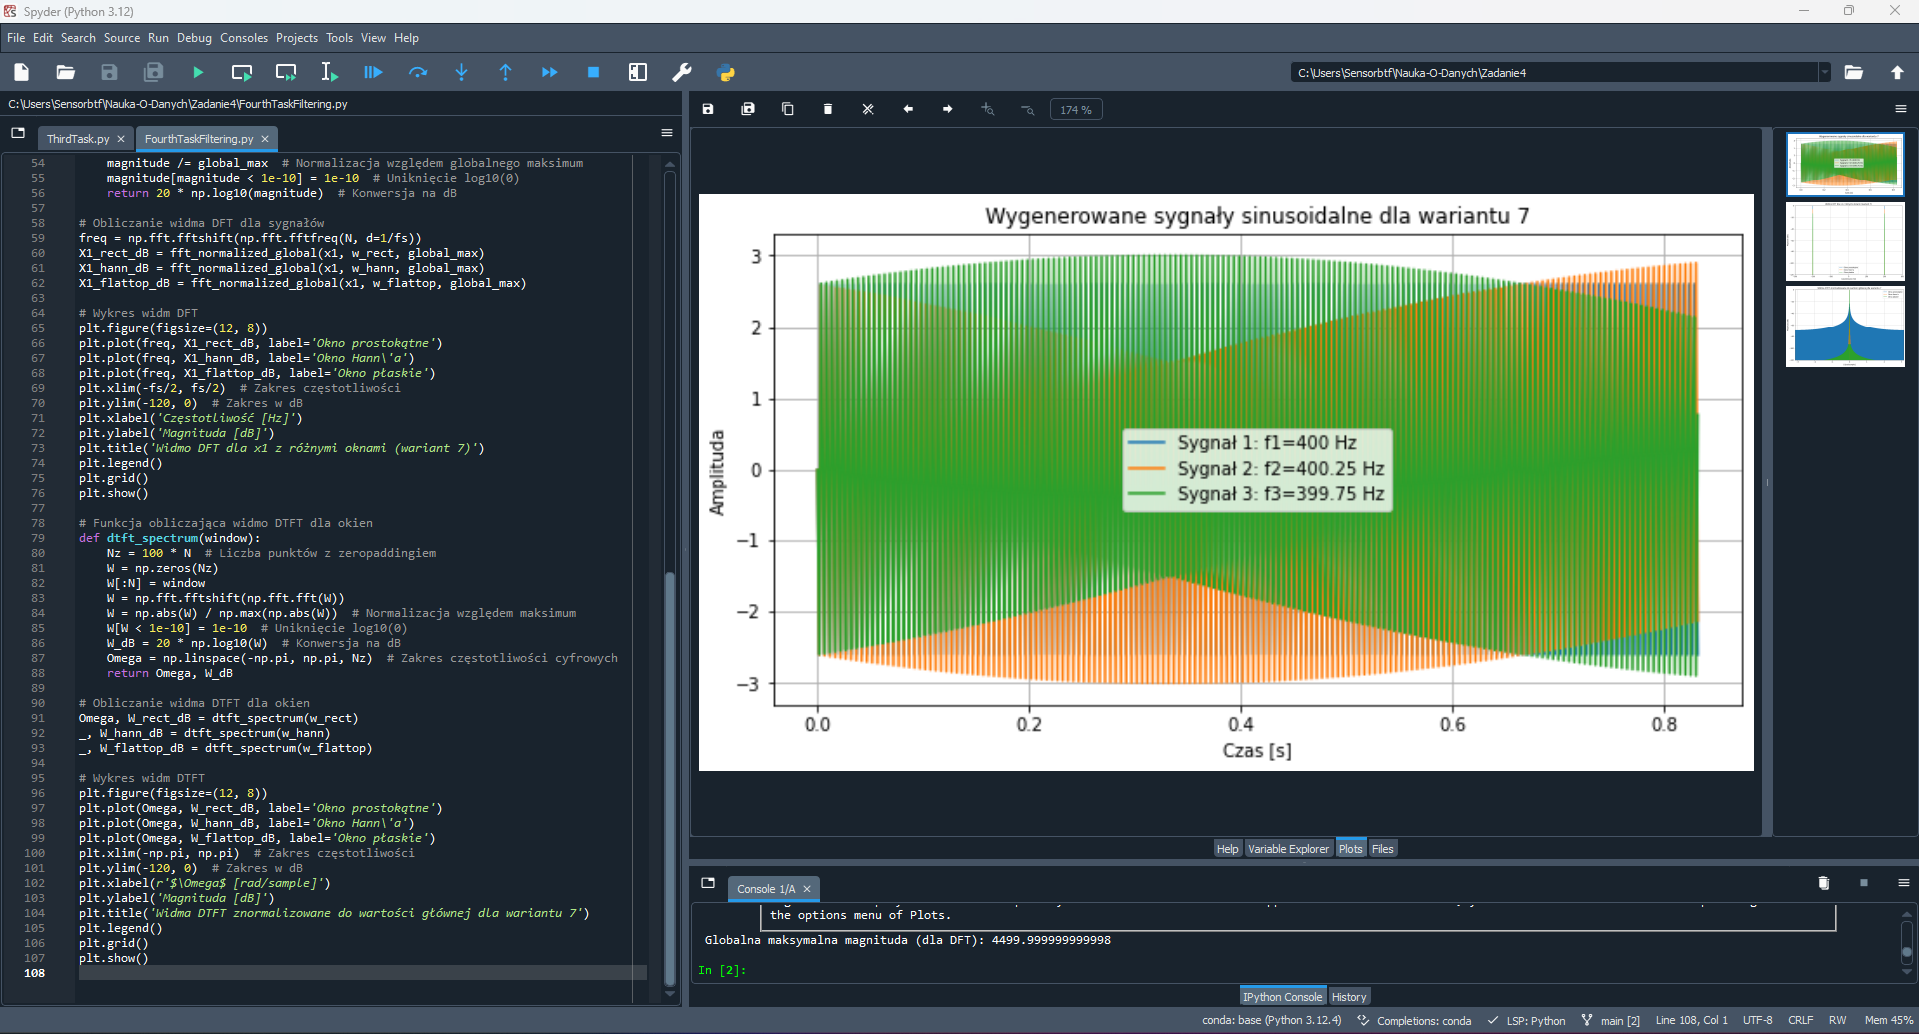 Spyder (Python 3.12)
File Edit Search Source Run Debug Consoles Projects Tools View Help
C:\Users\Sensorbtf\Nauka-O-Danych\Zadanie4
C:\Users\Sensorbtf\Nauka-O-Danych\Zadanie4\FourthTaskFiltering.py
ThirdTask.py
FourthTaskFiltering.py
54 magnitude /= global_max # Normalizacja względem globalnego maksimum
55 magnitude[magnitude < 1e-10] = 1e-10 # Uniknięcie log10(0)
56 return 20 * np.log10(magnitude) # Konwersja na dB
57
58 # Obliczanie widma DFT dla sygnałów
59 freq = np.fft.fftshift(np.fft.fftfreq(N, d=1/fs))
60 X1_rect_dB = fft_normalized_global(x1, w_rect, global_max)
61 X1_hann_dB = fft_normalized_global(x1, w_hann, global_max)
62 X1_flattop_dB = fft_normalized_global(x1, w_flattop, global_max)
63
64 # Wykres widm DFT
65 plt.figure(figsize=(12, 8))
66 plt.plot(freq, X1_rect_dB, label='Okno prostokątne')
67 plt.plot(freq, X1_hann_dB, label='Okno Hann\'a')
68 plt.plot(freq, X1_flattop_dB, label='Okno płaskie')
69 plt.xlim(-fs/2, fs/2) # Zakres częstotliwości
70 plt.ylim(-120, 0) # Zakres w dB
71 plt.xlabel('Częstotliwość [Hz]')
72 plt.ylabel('Magnituda [dB]')
73 plt.title('Widmo DFT dla x1 z różnymi oknami (wariant 7)')
74 plt.legend()
75 plt.grid()
76 plt.show()
77
78 # Funkcja obliczająca widmo DTFT dla okien
79 def dtft_spectrum(window):
80 Nz = 100 * N # Liczba punktów z zeropaddingiem
81 W = np.zeros(Nz)
82 W[:N] = window
83 W = np.fft.fftshift(np.fft.fft(W))
84 W = np.abs(W) / np.max(np.abs(W)) # Normalizacja względem maksimum
85 W[W < 1e-10] = 1e-10 # Uniknięcie log10(0)
86 W_dB = 20 * np.log10(W) # Konwersja na dB
87 Omega = np.linspace(-np.pi, np.pi, Nz) # Zakres częstotliwości cyfrowych
88 return Omega, W_dB
89
90 # Obliczanie widma DTFT dla okien
91 Omega, W_rect_dB = dtft_spectrum(w_rect)
92 _, W_hann_dB = dtft_spectrum(w_hann)
93 _, W_flattop_dB = dtft_spectrum(w_flattop)
94
95 # Wykres widm DTFT
96 plt.figure(figsize=(12, 8))
97 plt.plot(Omega, W_rect_dB, label='Okno prostokątne')
98 plt.plot(Omega, W_hann_dB, label='Okno Hann\'a')
99 plt.plot(Omega, W_flattop_dB, label='Okno płaskie')
100 plt.xlim(-np.pi, np.pi) # Zakres częstotliwości
101 plt.ylim(-120, 0) # Zakres w dB
102 plt.xlabel(r'$\Omega$ [rad/sample]')
103 plt.ylabel('Magnituda [dB]')
104 plt.title('Widma DTFT znormalizowane do wartości głównej dla wariantu 7')
105 plt.legend()
106 plt.grid()
107 plt.show()
108
174 %
Wygenerowane sygnały sinusoidalne dla wariantu 7
3
2
1
0
−1
−2
−3
Amplituda
Sygnał 1: f1=400 Hz
Sygnał 2: f2=400.25 Hz
Sygnał 3: f3=399.75 Hz
0.0 0.2 0.4 0.6 0.8
Czas [s]
Help Variable Explorer Plots Files
Console 1/A
the options menu of Plots.
Globalna maksymalna magnituda (dla DFT): 4499.999999999998
In [2]:
IPython Console History
conda: base (Python 3.12.4) Completions: conda LSP: Python main [2] Line 108, Col 1 UTF-8 CRLF RW Mem 45%